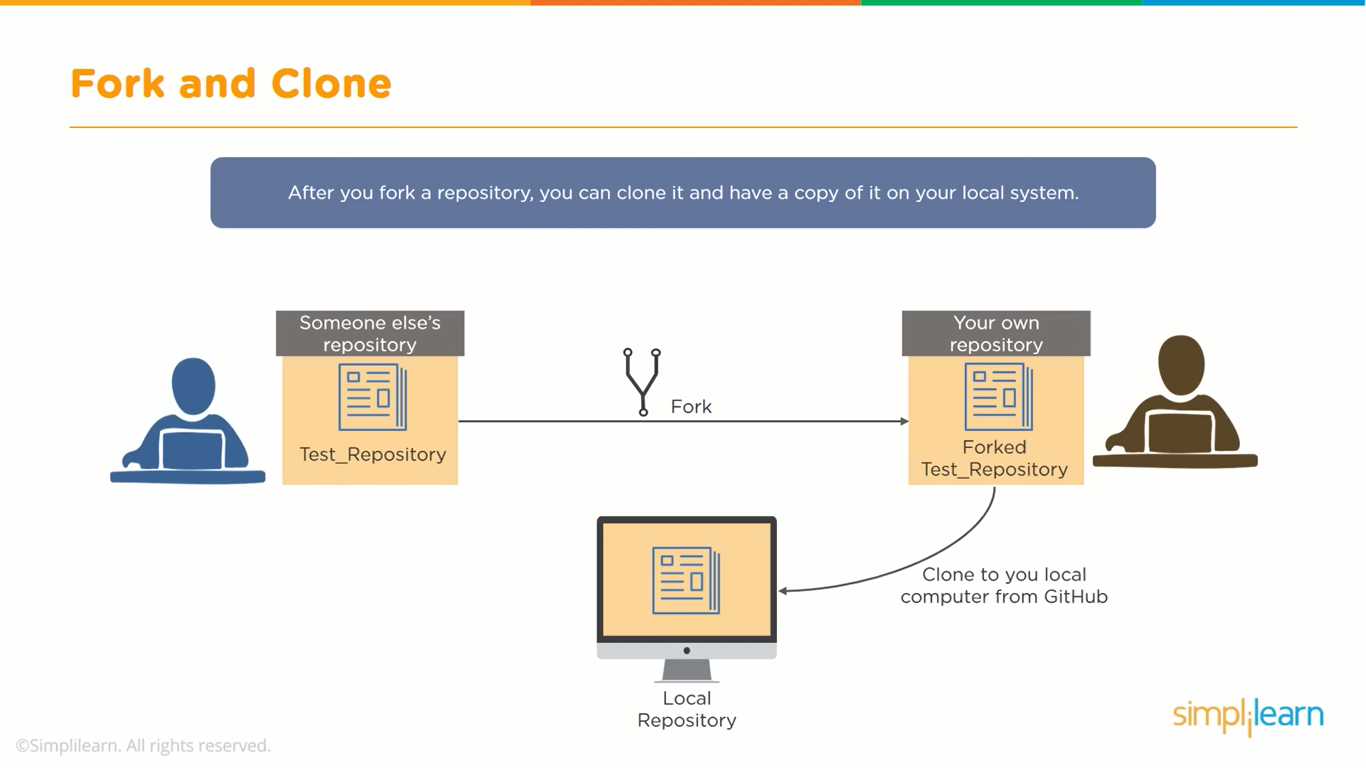 Fork and Clone
After you fork a repository, you can clone it and have a copy of it on your local system.
Someone else's
repository
Test_Repository
Fork
Your own
repository
Forked
Test_Repository
Clone to you local
computer from GitHub
Local
Repository
simplilearn
©Simplilearn. All rights reserved.